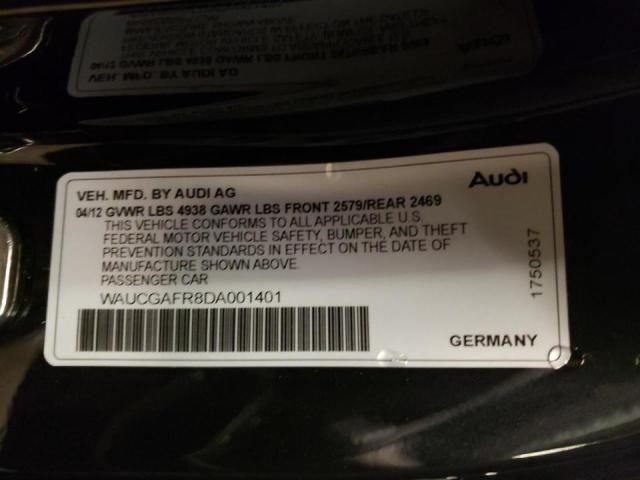 VEH. MFD. BY AUDI AG
Audi
04/12 GVWR LBS 4938 GAWR LBS FRONT 2579/REAR 2469
THIS VEHICLE CONFORMS TO ALL APPLICABLE U.S.
FEDERAL MOTOR VEHICLE SAFETY, BUMPER, AND THEFT
PREVENTION STANDARDS IN EFFECT ON THE DATE OF
MANUFACTURE SHOWN ABOVE.
PASSENGER CAR
WAUCGAFR8DA001401
1750537
GERMANY